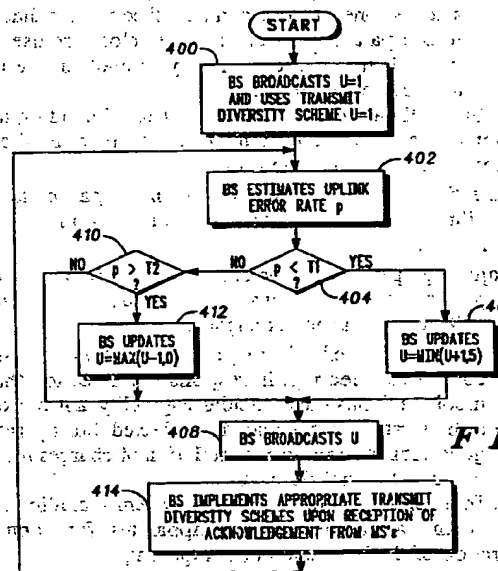 START
400
BS BROADCASTS U=1
AND USES TRANSMIT
DIVERSITY SCHEME U=1
402
BS ESTIMATES UPLINK
ERROR RATE p
410
NO
p > T2
?
YES
NO
p < T1
?
YES
404
412
BS UPDATES
U=MAX(U-1,0)
BS UPDATES
U=MIN(U+1,5)
408
BS BROADCASTS U
F
414
BS IMPLEMENTS APPROPRIATE TRANSMIT
DIVERSITY SCHEMES UPON RECEPTION OF
ACKNOWLEDGEMENT FROM MS's